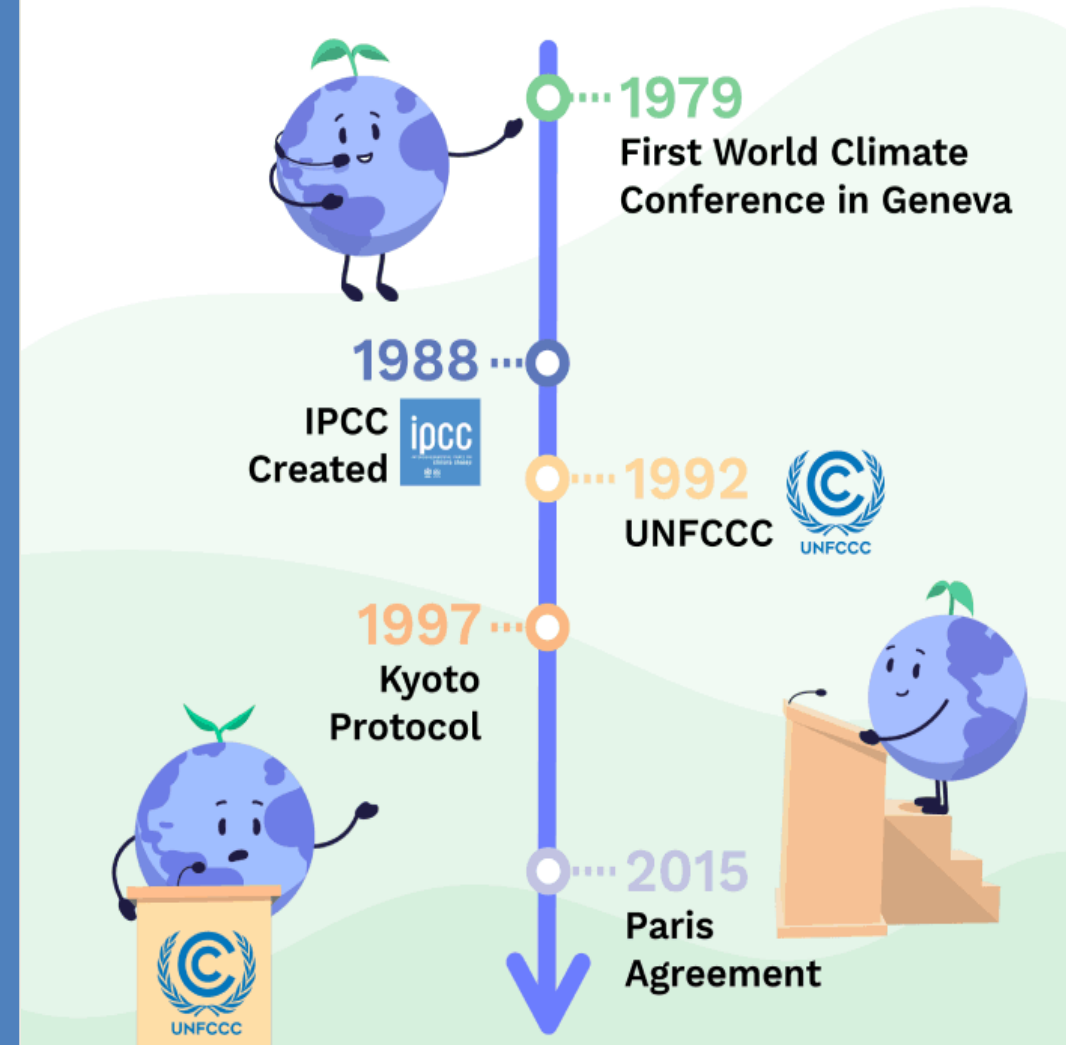 1979
First World Climate
Conference in Geneva
1988
IPCC
Created
ipcc
1992
UNFCCC
UNFCCC
1997
Kyoto
Protocol
2015
Paris
Agreement
UNFCCC